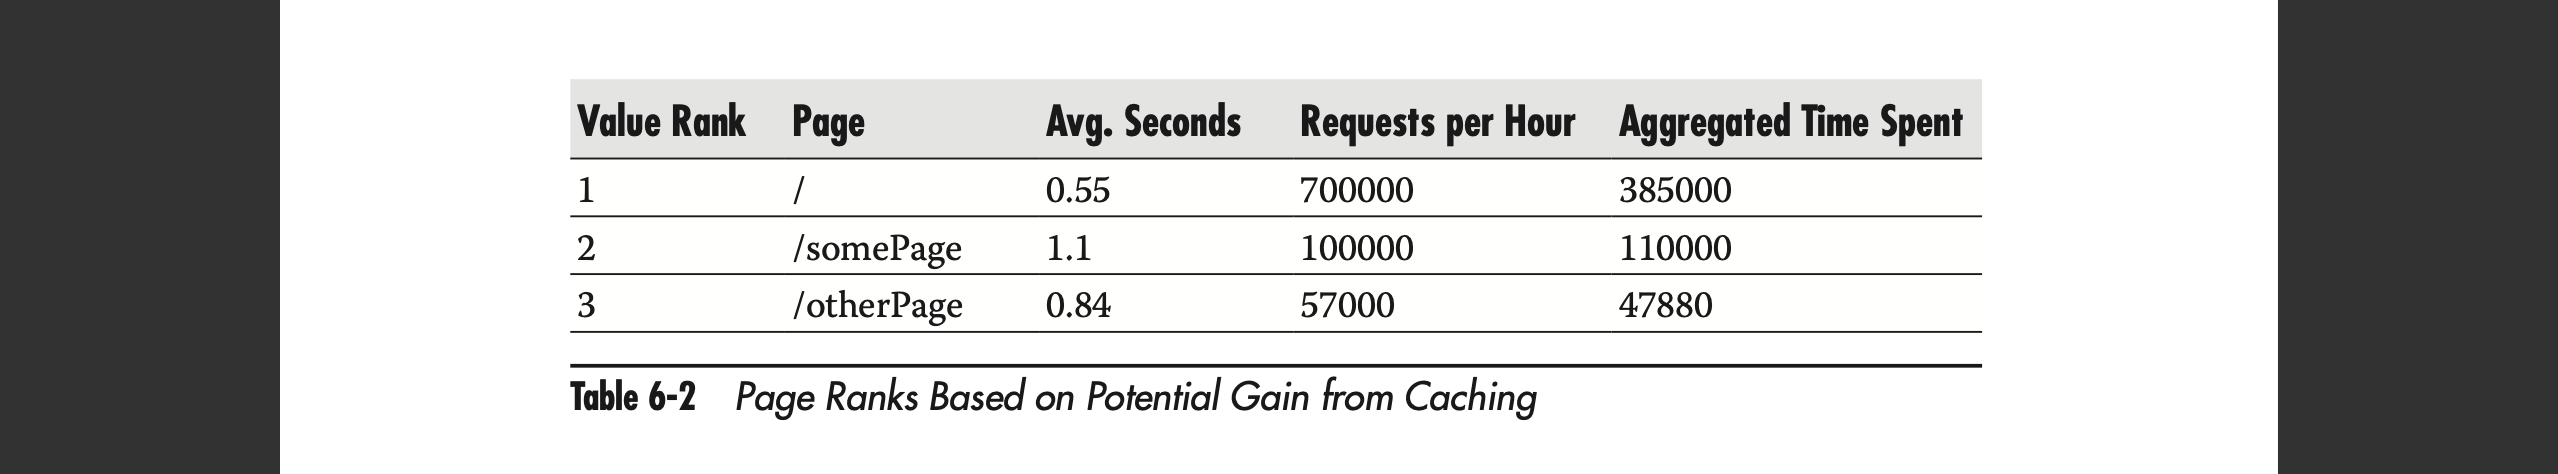 Value Rank Page Avg. Seconds Requests per Hour Aggregated Time Spent
1 / 0.55 700000 385000
2 /somePage 1.1 100000 110000
3 /otherPage 0.84 57000 47880
Table 6-2 Page Ranks Based on Potential Gain from Caching